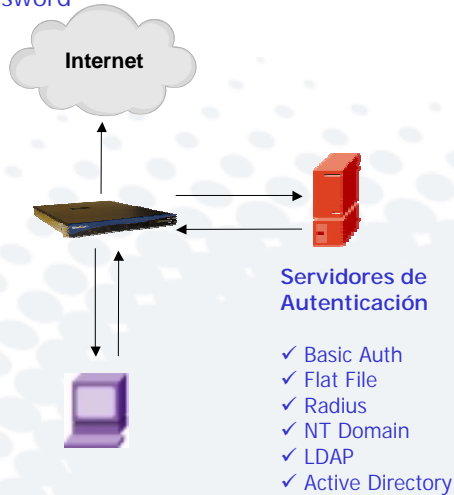 Internet
Servidores de
Autenticación
✓ Basic Auth
✓ Flat File
✓ Radius
✓ NT Domain
✓ LDAP
✓ Active Directory